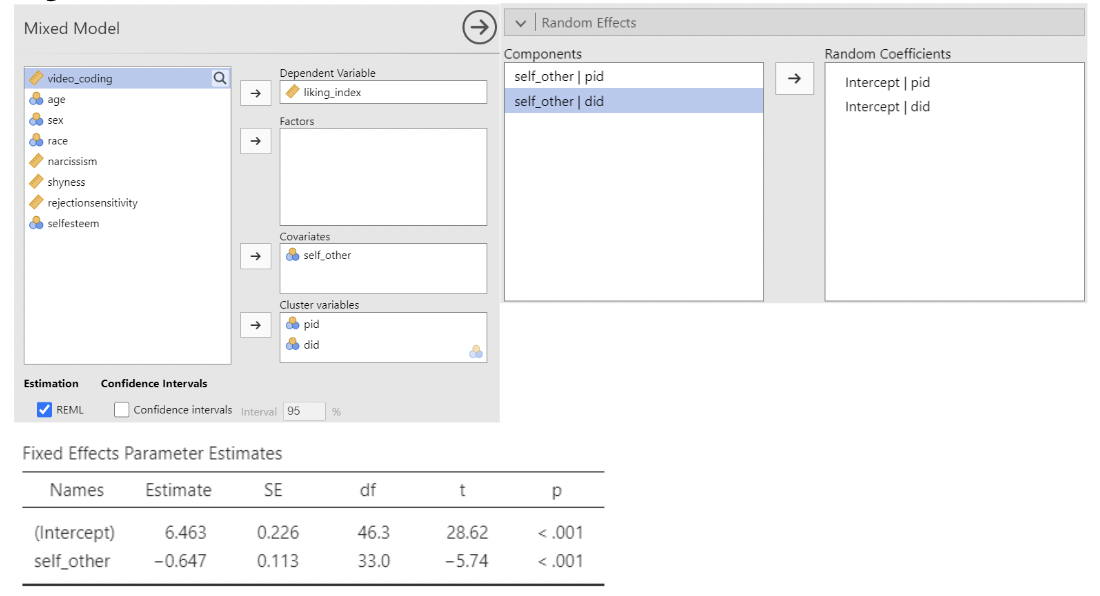 Mixed Model
video_coding
age
sex
race
narcissism
shyness
rejectionsensitivity
selfesteem
Dependent Variable
liking_index
Factors
Covariates
self_other
Cluster variables
pid
did
Estimation Confidence Intervals
REML Confidence intervals Interval 95 %
Random Effects
Components
self_other | pid
self_other | did
Random Coefficients
Intercept | pid
Intercept | did
Fixed Effects Parameter Estimates
Names Estimate SE df t p
(Intercept) 6.463 0.226 46.3 28.62 < .001
self_other −0.647 0.113 33.0 −5.74 < .001